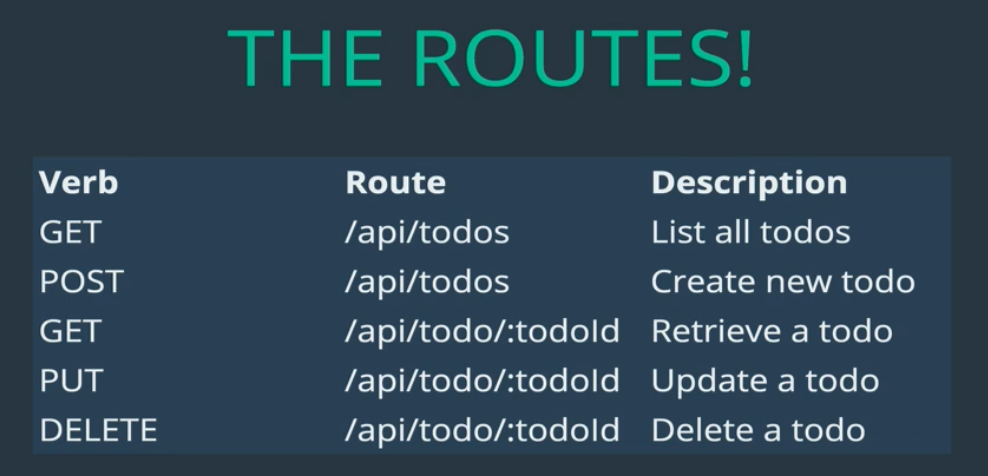 THE ROUTES!
Verb Route Description
GET /api/todos List all todos
POST /api/todos Create new todo
GET /api/todo/:todoId Retrieve a todo
PUT /api/todo/:todoId Update a todo
DELETE /api/todo/:todoId Delete a todo